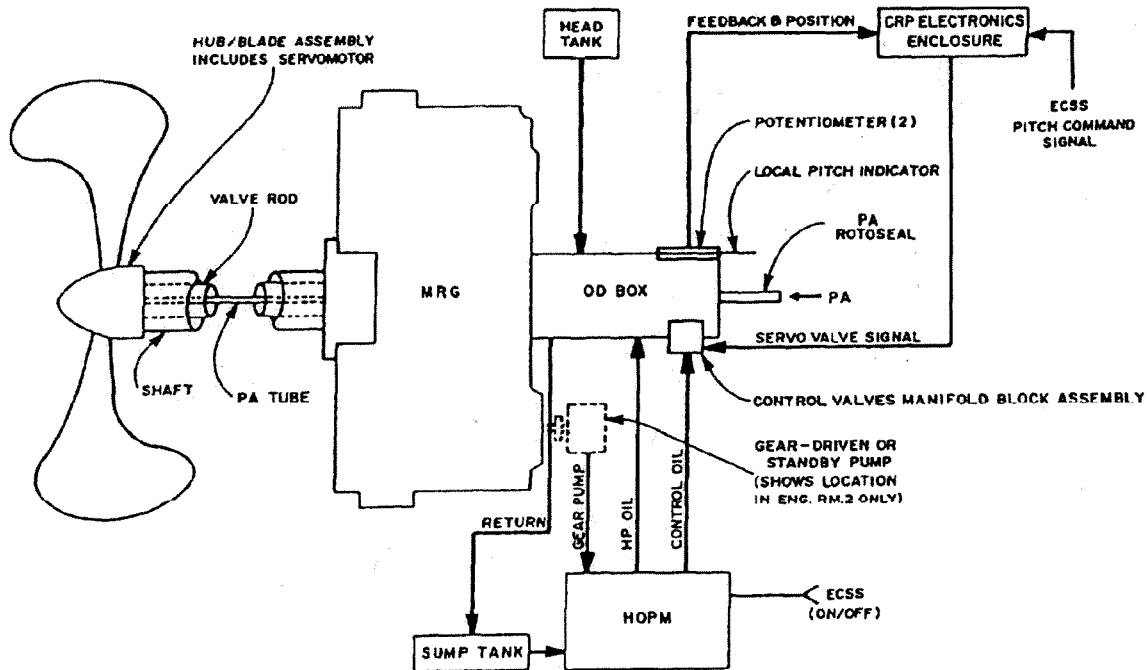 HUB/BLADE ASSEMBLY
INCLUDES SERVOMOTOR
HEAD
TANK
FEEDBACK @ POSITION
CRP ELECTRONICS
ENCLOSURE
ECSS
PITCH COMMAND
SIGNAL
POTENTIOMETER (2)
LOCAL PITCH INDICATOR
VALVE ROD
PA
ROTOSEAL
MRG
OD BOX
PA
SERVO VALVE SIGNAL
SHAFT
PA TUBE
CONTROL VALVES MANIFOLD BLOCK ASSEMBLY
GEAR-DRIVEN OR
STANDBY PUMP
(SHOWS LOCATION
IN ENG. RM.2 ONLY)
RETURN
GEAR PUMP
HP OIL
CONTROL OIL
ECSS
(ON/OFF)
HOPM
SUMP TANK